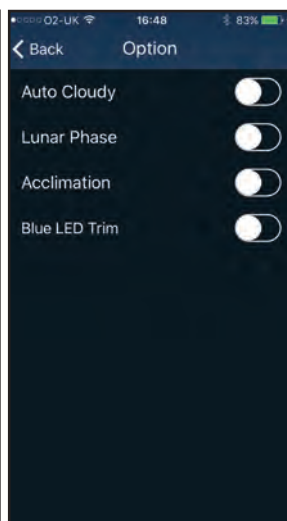 O2-UK 16:48 83%
Back Option
Auto Cloudy
Lunar Phase
Acclimation
Blue LED Trim